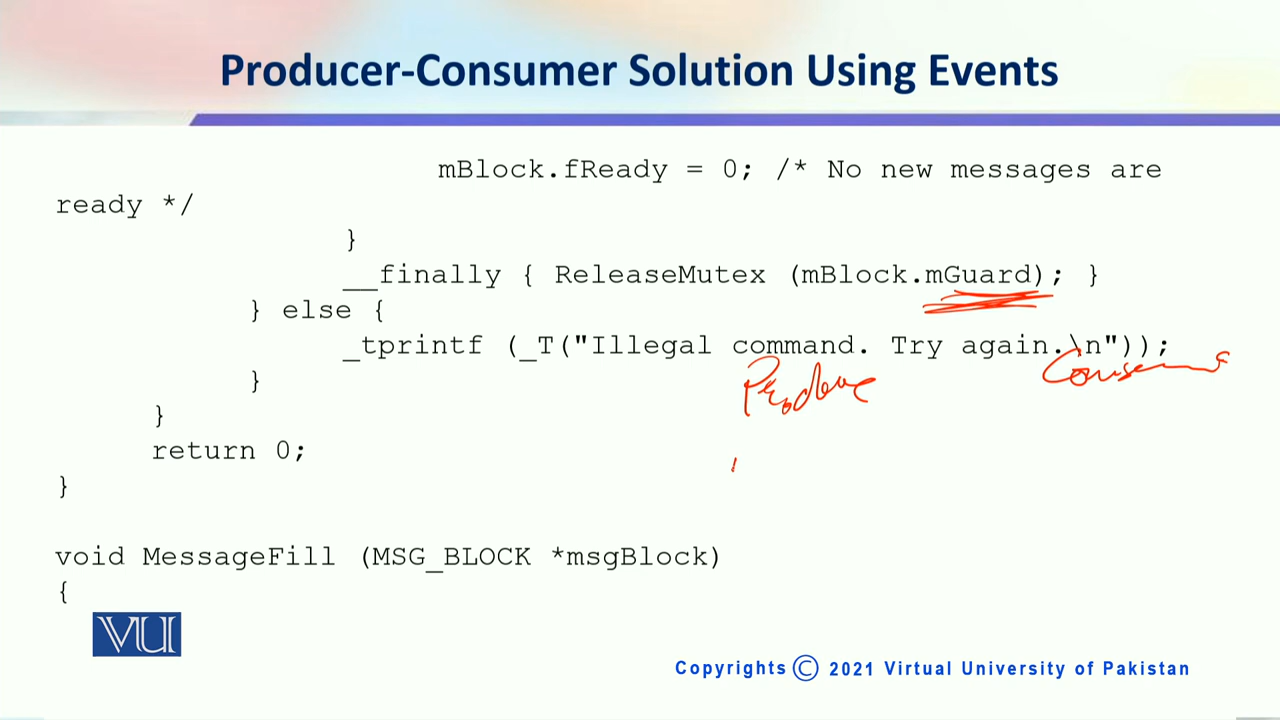 Producer-Consumer Solution Using Events
mBlock.fReady = 0; /* No new messages are
ready */
}
__finally { ReleaseMutex (mBlock.mGuard); }
} else {
_tprintf (_T("Illegal command. Try again.\n"));
}
}
return 0;
}
void MessageFill (MSG_BLOCK *msgBlock)
{
VU
Copyrights © 2021 Virtual University of Pakistan